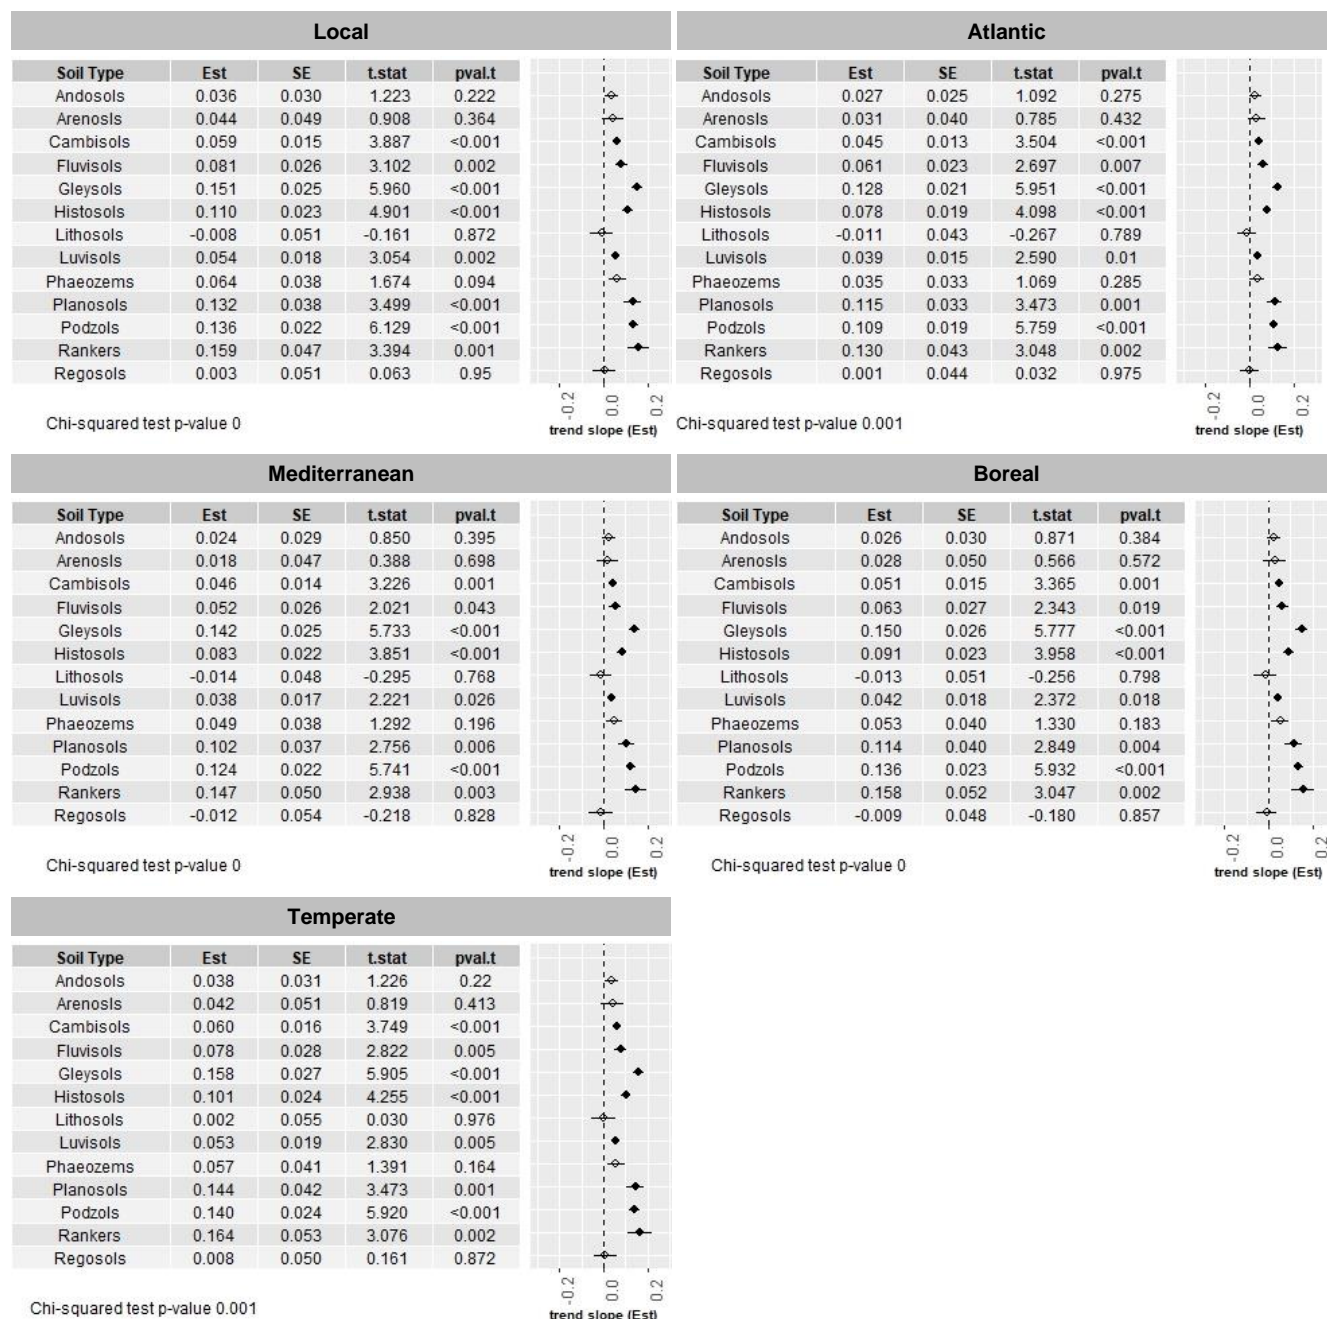 Local
Soil Type Est SE t.stat pval.t
Andosols 0.036 0.030 1.223 0.222
Arenosls 0.044 0.049 0.908 0.364
Cambisols 0.059 0.015 3.887 <0.001
Fluvisols 0.081 0.026 3.102 0.002
Gleysols 0.151 0.025 5.960 <0.001
Histosols 0.110 0.023 4.901 <0.001
Lithosols -0.008 0.051 -0.161 0.872
Luvisols 0.054 0.018 3.054 0.002
Phaeozems 0.064 0.038 1.674 0.094
Planosols 0.132 0.038 3.499 <0.001
Podzols 0.136 0.022 6.129 <0.001
Rankers 0.159 0.047 3.394 0.001
Regosols 0.003 0.051 0.063 0.95
-0.2 0.0 0.2
trend slope (Est)
Chi-squared test p-value 0
Atlantic
Soil Type Est SE t.stat pval.t
Andosols 0.027 0.025 1.092 0.275
Arenosls 0.031 0.040 0.785 0.432
Cambisols 0.045 0.013 3.504 <0.001
Fluvisols 0.061 0.023 2.697 0.007
Gleysols 0.128 0.021 5.951 <0.001
Histosols 0.078 0.019 4.098 <0.001
Lithosols -0.011 0.043 -0.267 0.789
Luvisols 0.039 0.015 2.590 0.01
Phaeozems 0.035 0.033 1.069 0.285
Planosols 0.115 0.033 3.473 0.001
Podzols 0.109 0.019 5.759 <0.001
Rankers 0.130 0.043 3.048 0.002
Regosols 0.001 0.044 0.032 0.975
-0.2 0.0 0.2
trend slope (Est)
Chi-squared test p-value 0.001
Mediterranean
Soil Type Est SE t.stat pval.t
Andosols 0.024 0.029 0.850 0.395
Arenosls 0.018 0.047 0.388 0.698
Cambisols 0.046 0.014 3.226 0.001
Fluvisols 0.052 0.026 2.021 0.043
Gleysols 0.142 0.025 5.733 <0.001
Histosols 0.083 0.022 3.851 <0.001
Lithosols -0.014 0.048 -0.295 0.768
Luvisols 0.038 0.017 2.221 0.026
Phaeozems 0.049 0.038 1.292 0.196
Planosols 0.102 0.037 2.756 0.006
Podzols 0.124 0.022 5.741 <0.001
Rankers 0.147 0.050 2.938 0.003
Regosols -0.012 0.054 -0.218 0.828
-0.2 0.0 0.2
trend slope (Est)
Chi-squared test p-value 0
Boreal
Soil Type Est SE t.stat pval.t
Andosols 0.026 0.030 0.871 0.384
Arenosls 0.028 0.050 0.566 0.572
Cambisols 0.051 0.015 3.365 0.001
Fluvisols 0.063 0.027 2.343 0.019
Gleysols 0.150 0.026 5.777 <0.001
Histosols 0.091 0.023 3.958 <0.001
Lithosols -0.013 0.051 -0.256 0.798
Luvisols 0.042 0.018 2.372 0.018
Phaeozems 0.053 0.040 1.330 0.183
Planosols 0.114 0.040 2.849 0.004
Podzols 0.136 0.023 5.932 <0.001
Rankers 0.158 0.052 3.047 0.002
Regosols -0.009 0.048 -0.180 0.857
-0.2 0.0 0.2
trend slope (Est)
Chi-squared test p-value 0
Temperate
Soil Type Est SE t.stat pval.t
Andosols 0.038 0.031 1.226 0.22
Arenosls 0.042 0.051 0.819 0.413
Cambisols 0.060 0.016 3.749 <0.001
Fluvisols 0.078 0.028 2.822 0.005
Gleysols 0.158 0.027 5.905 <0.001
Histosols 0.101 0.024 4.255 <0.001
Lithosols 0.002 0.055 0.030 0.976
Luvisols 0.053 0.019 2.830 0.005
Phaeozems 0.057 0.041 1.391 0.164
Planosols 0.144 0.042 3.473 0.001
Podzols 0.140 0.024 5.920 <0.001
Rankers 0.164 0.053 3.076 0.002
Regosols 0.008 0.050 0.161 0.872
-0.2 0.0 0.2
trend slope (Est)
Chi-squared test p-value 0.001